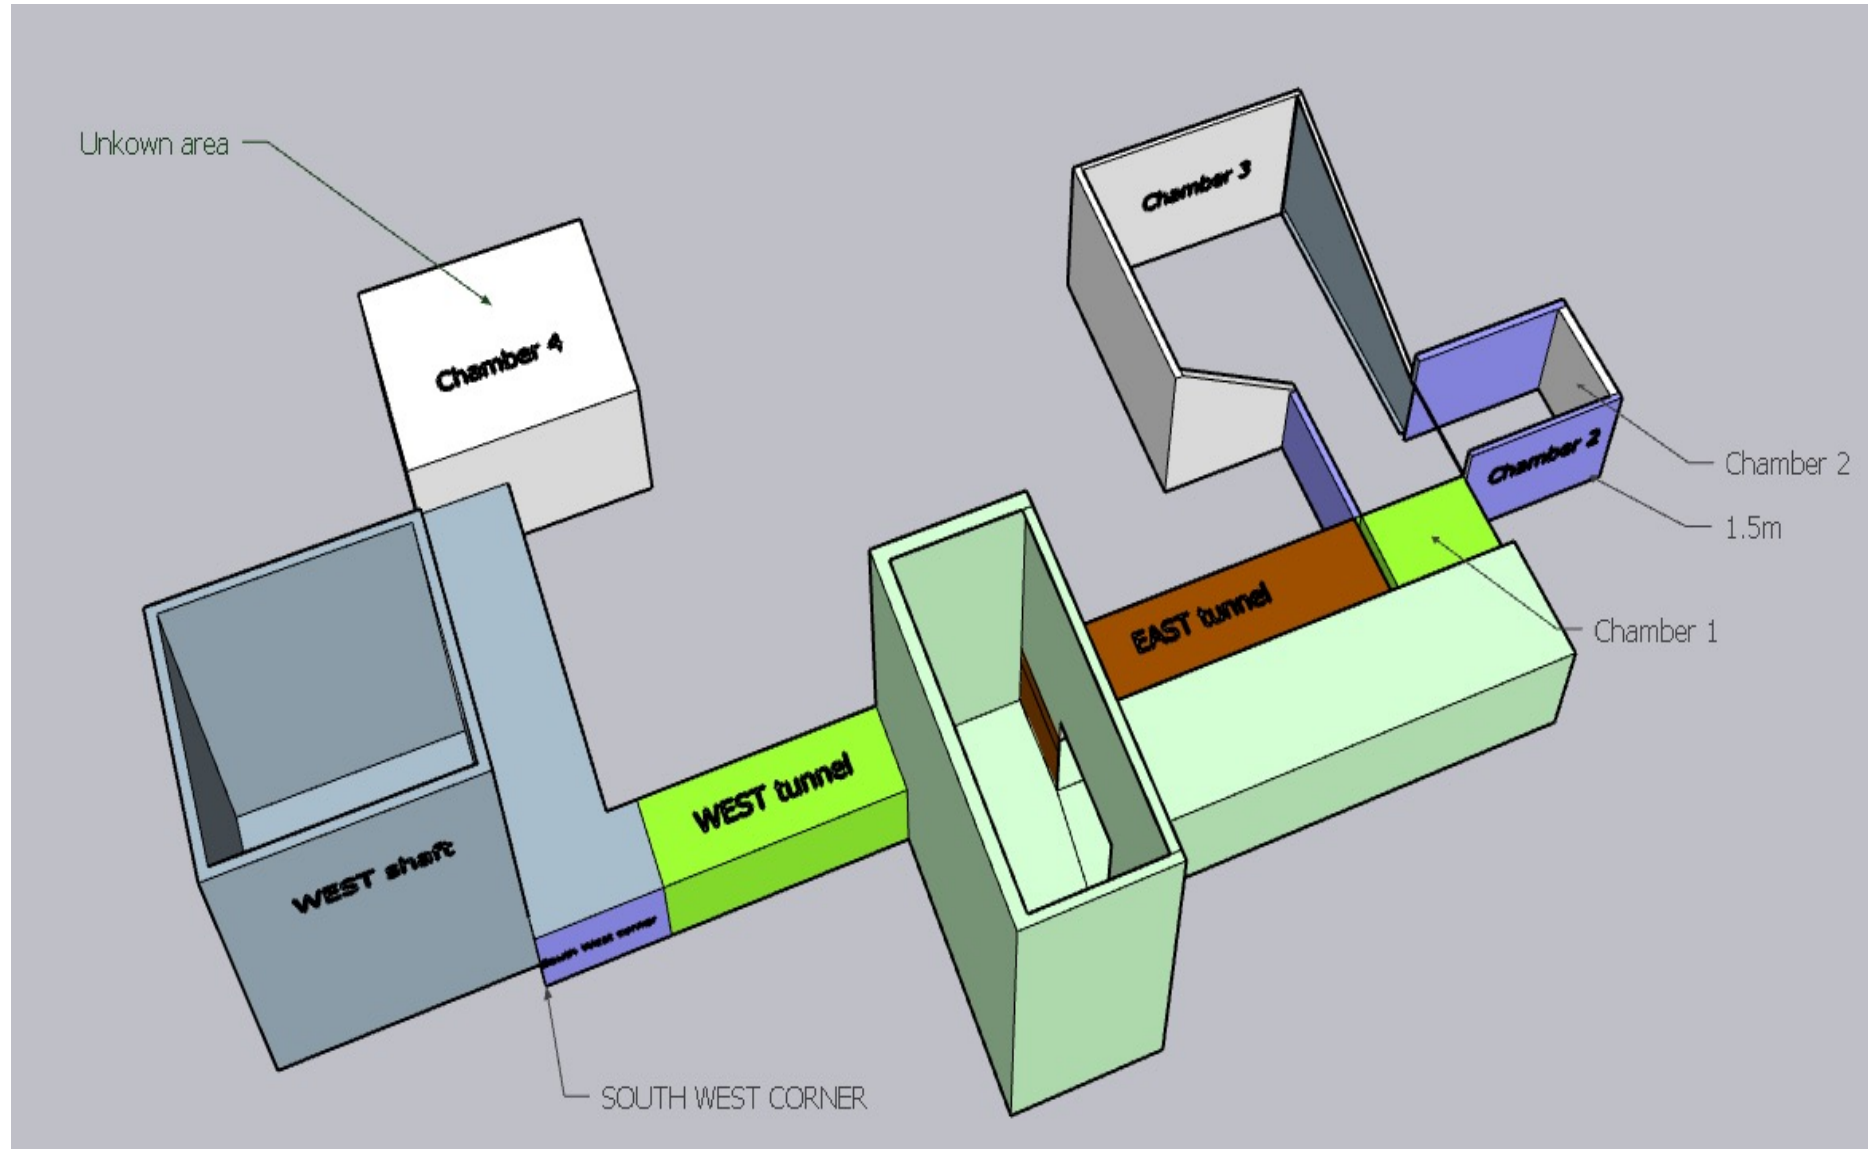 Unkown area
Chamber 3
Chamber 4
Chamber 2
Chamber 2
1.5m
EAST tunnel
Chamber 1
WEST tunnel
WEST shaft
South West corner
SOUTH WEST CORNER